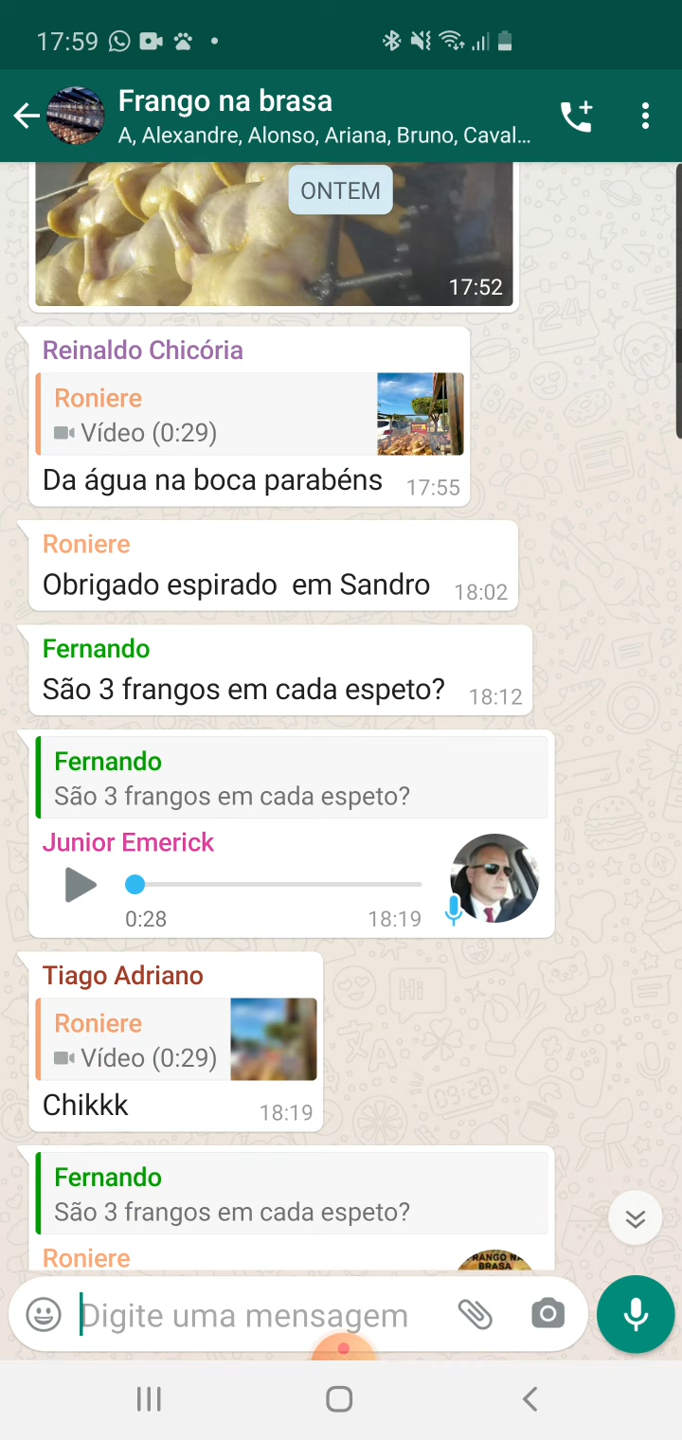 17:59
Frango na brasa
A, Alexandre, Alonso, Ariana, Bruno, Caval...
ONTEM
17:52
Reinaldo Chicória
Roniere
Vídeo (0:29)
Da água na boca parabéns 17:55
Roniere
Obrigado espirado em Sandro 18:02
Fernando
São 3 frangos em cada espeto? 18:12
Fernando
São 3 frangos em cada espeto?
Junior Emerick
0:28 18:19
Tiago Adriano
Roniere
Vídeo (0:29)
Chikkk 18:19
Fernando
São 3 frangos em cada espeto?
Roniere
FRANGO NA
BRASA
Digite uma mensagem